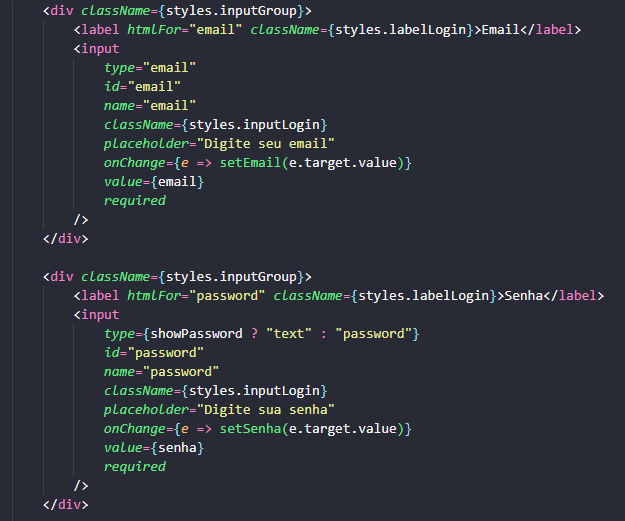 <div className={styles.inputGroup}>
<label htmlFor="email" className={styles.labelLogin}>Email</label>
<input
type="email"
id="email"
name="email"
className={styles.inputLogin}
placeholder="Digite seu email"
onChange={e => setEmail(e.target.value)}
value={email}
required
/>
</div>
<div className={styles.inputGroup}>
<label htmlFor="password" className={styles.labelLogin}>Senha</label>
<input
type={showPassword ? "text" : "password"}
id="password"
name="password"
className={styles.inputLogin}
placeholder="Digite sua senha"
onChange={e => setSenha(e.target.value)}
value={senha}
required
/>
</div>